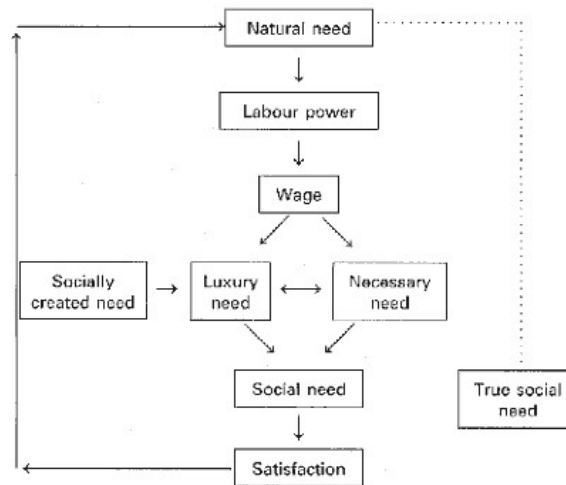 Natural need
Labour power
Wage
Socially
created need
Luxury
need
Necessary
need
Social need
True social
need
Satisfaction